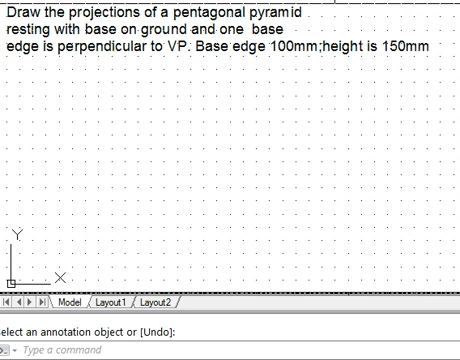 Draw the projections of a pentagonal pyramid
resting with base on ground and one base
edge is perpendicular to VP. Base edge 100mm;height is 150mm
Y
X
Model Layout1 Layout2
elect an annotation object or [Undo]:
Type a command